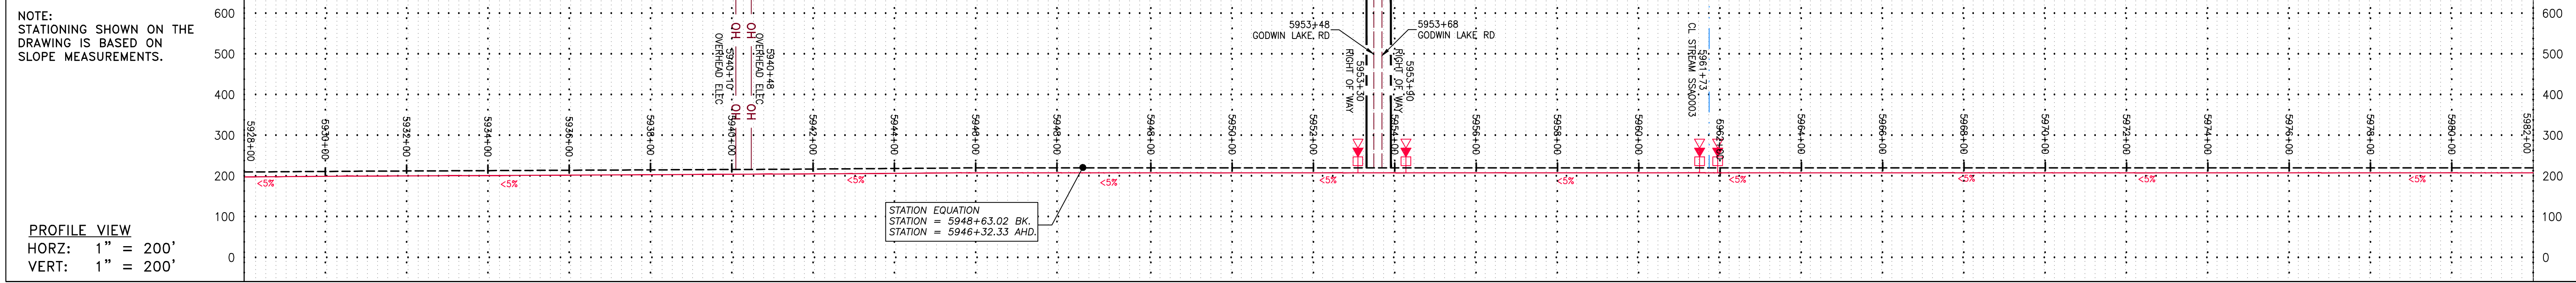 NOTE:
STATIONING SHOWN ON THE
DRAWING IS BASED ON
SLOPE MEASUREMENTS.
PROFILE VIEW
HORZ: 1" = 200'
VERT: 1" = 200'
600
500
400
300
200
100
0
5928+00
5930+00
5932+00
5934+00
5936+00
5938+00
5940+00
5942+00
5944+00
5946+00
5948+00
5948+00
5950+00
5952+00
5954+00
5956+00
5958+00
5960+00
5962+00
5964+00
5966+00
5968+00
5970+00
5972+00
5974+00
5976+00
5978+00
5980+00
5982+00
OH
OH
OH
OH
5940+10
OVERHEAD ELEC
5940+48
OVERHEAD ELEC
5953+48
GODWIN LAKE RD
5953+68
GODWIN LAKE RD
5953+30
RIGHT OF WAY
5953+90
RIGHT OF WAY
5961+73
CL STREAM SSA0003
<5%
<5%
<5%
<5%
<5%
<5%
<5%
<5%
<5%
<5%
STATION EQUATION
STATION = 5948+63.02 BK.
STATION = 5946+32.33 AHD.
600
500
400
300
200
100
0